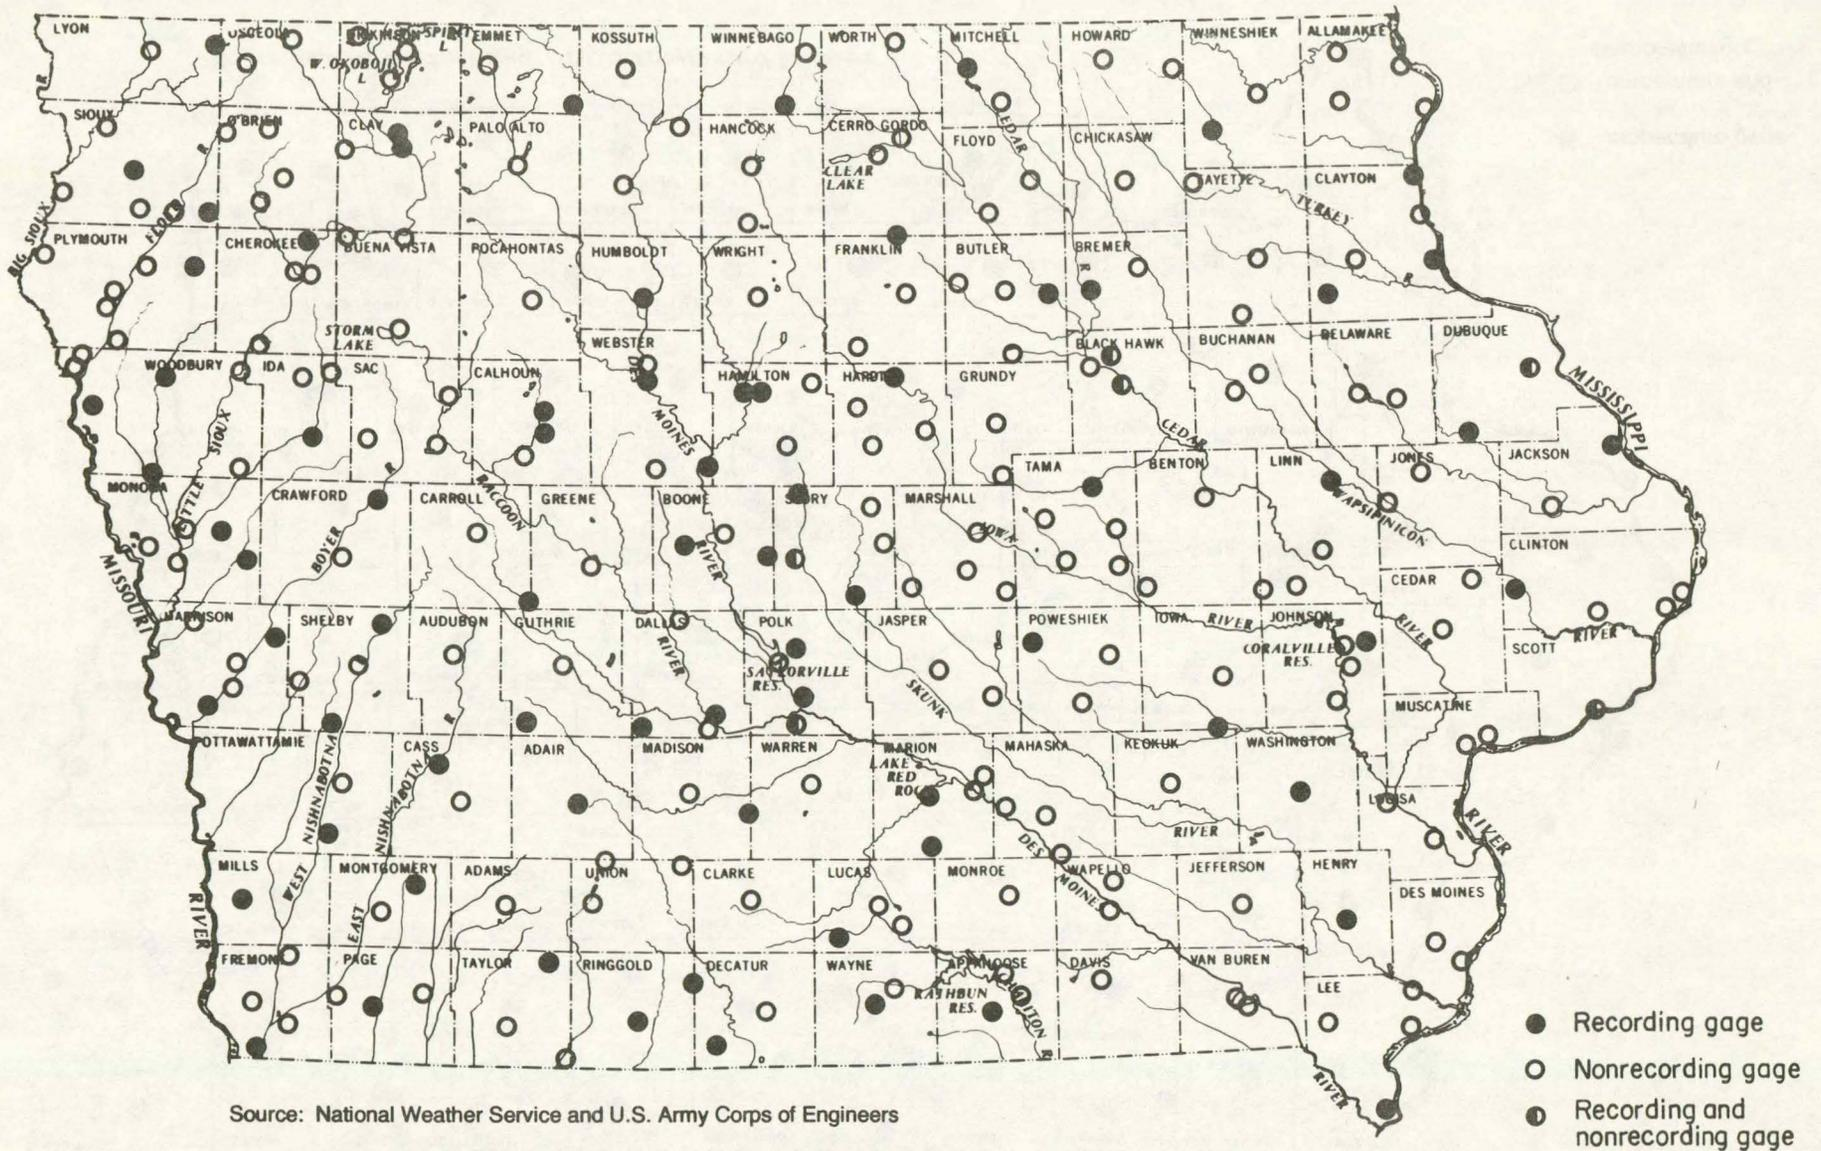 LYON
OSCEOLA
DICKINSON
SPIRIT
L
EMMET
KOSSUTH
WINNEBAGO
WORTH
MITCHELL
HOWARD
WINNESHIEK
ALLAMAKEE
W. OKOBOJI
L
R
SIOUX
O'BRIEN
CLAY
PALO ALTO
HANCOCK
CERRO GORDO
FLOYD
CEDAR
CHICKASAW
R
CLEAR
LAKE
FAYETTE
CLAYTON
TURKEY
BIG SIOUX
PLYMOUTH
FLOYD
CHEROKEE
BUENA VISTA
POCAHONTAS
HUMBOLDT
WRIGHT
FRANKLIN
BUTLER
BREMER
R
R
STORM
LAKE
WEBSTER
BLACK HAWK
BUCHANAN
DELAWARE
DUBUQUE
WOODBURY
IDA
SAC
CALHOUN
DES
MOINES
HAMILTON
HARDIN
GRUNDY
MISSISSIPPI
LITTLE SIOUX
CEDAR
R
TAMA
BENTON
LINN
JONES
JACKSON
MONONA
CRAWFORD
CARROLL
RACCOON
GREENE
BOONE
STORY
MARSHALL
WAPSIPINICON
BOYER
RIVER
IOWA
CLINTON
CEDAR
MISSOURI
HARRISON
SHELBY
AUDUBON
GUTHRIE
DALLAS
POLK
JASPER
POWESHIEK
IOWA
RIVER
JOHNSON
RIVER
RIVER
SCOTT
RIVER
SAYLORVILLE
RES.
CORALVILLE
RES.
SKUNK
MUSCATINE
R
POTTAWATTAMIE
CASS
ADAIR
MADISON
WARREN
MARION
MAHASKA
KEOKUK
WASHINGTON
LAKE
RED
ROCK
NISHNABOTNA
NISHNABOTNA
LOUISA
RIVER
RIVER
MILLS
WEST
MONTGOMERY
ADAMS
UNION
CLARKE
LUCAS
MONROE
DES
MOINES
WAPELLO
JEFFERSON
HENRY
DES MOINES
RIVER
EAST
FREMONT
PAGE
TAYLOR
RINGGOLD
DECATUR
WAYNE
APPANOOSE
DAVIS
VAN BUREN
LEE
RATHBUN
RES.
CHARITON
R
RIVER
Recording gage
Nonrecording gage
Recording and
nonrecording gage
Source: National Weather Service and U.S. Army Corps of Engineers